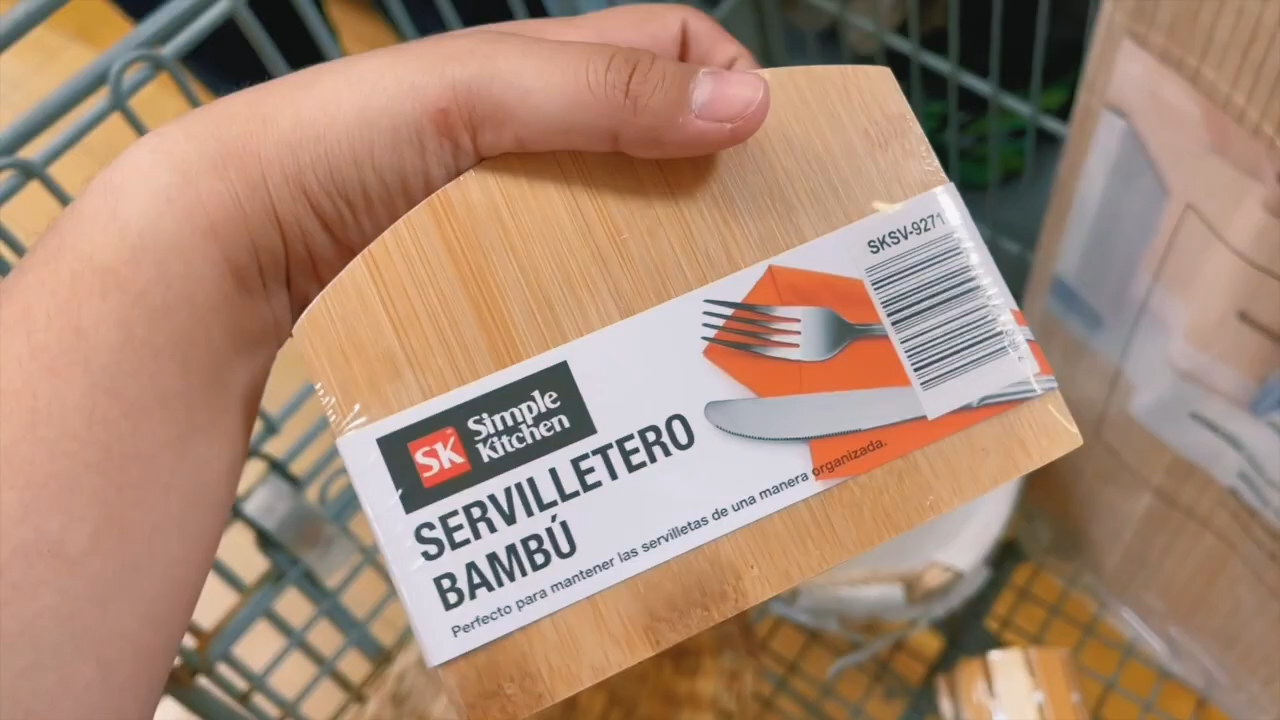 SK Simple
Kitchen
SERVILLETERO
BAMBÚ
Perfecto para mantener las servilletas de una manera organizada.
SKSV-9271